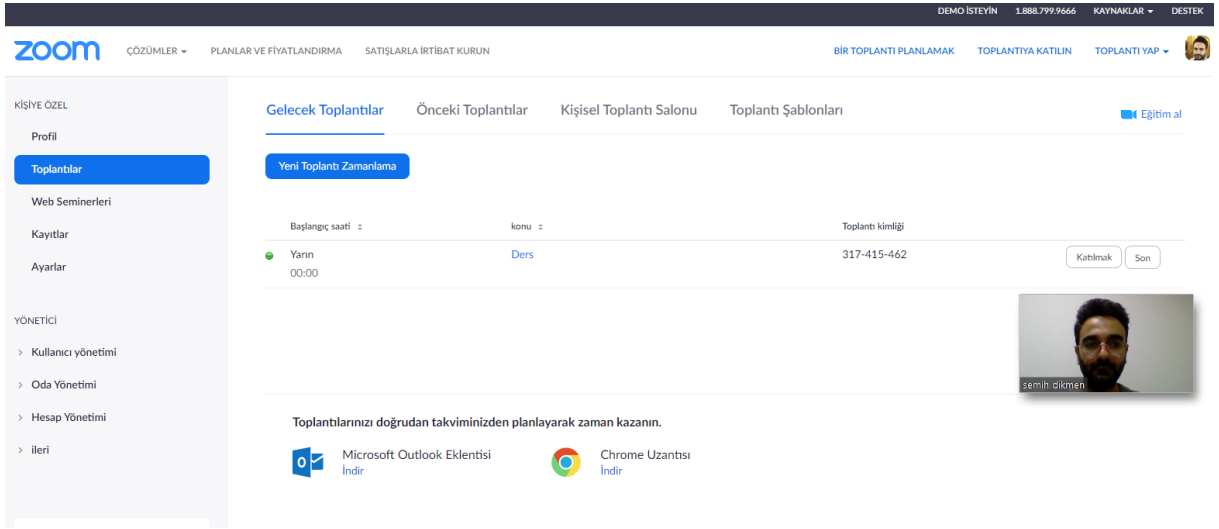 DEMO İSTEYİN 1.888.799.9666 KAYNAKLAR DESTEK
zoom ÇÖZÜMLER PLANLAR VE FİYATLANDIRMA SATIŞLARLA İRTİBAT KURUN BİR TOPLANTI PLANLAMAK TOPLANTIYA KATILIN TOPLANTI YAP
KİŞİYE ÖZEL
Profil
Toplantılar
Web Seminerleri
Kayıtlar
Ayarlar
YÖNETİCİ
Kullanıcı yönetimi
Oda Yönetimi
Hesap Yönetimi
ileri
Gelecek Toplantılar Önceki Toplantılar Kişisel Toplantı Salonu Toplantı Şablonları Eğitim al
Yeni Toplantı Zamanlama
Başlangıç saati konu Toplantı kimliği
Yarın Ders 317-415-462 Katılmak Son
00:00
semih dikmen
Toplantılarınızı doğrudan takviminizden planlayarak zaman kazanın.
Microsoft Outlook Eklentisi Chrome Uzantısı
İndir İndir